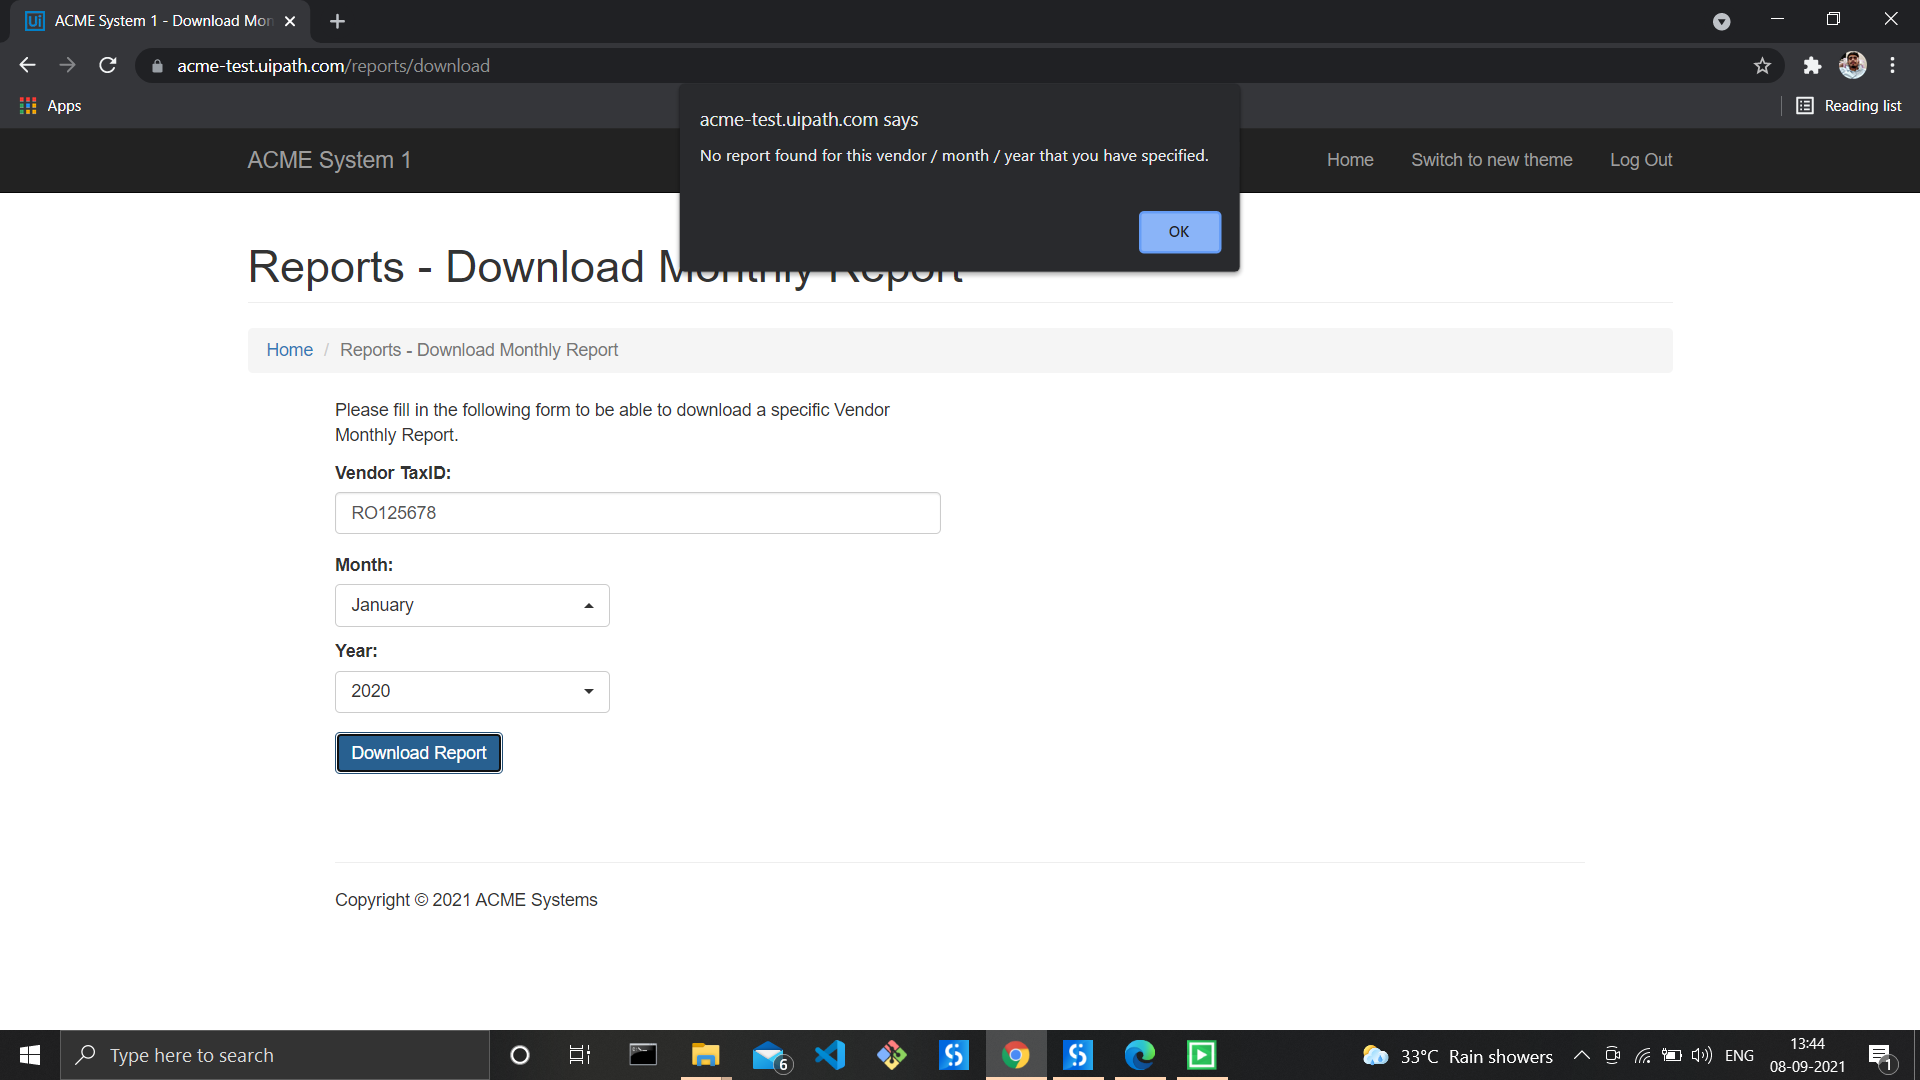 ACME System 1 - Download Mon
acme-test.uipath.com/reports/download
Apps
Reading list
acme-test.uipath.com says
No report found for this vendor / month / year that you have specified.
OK
ACME System 1
Home
Switch to new theme
Log Out
Reports - Download Monthly Report
Home / Reports - Download Monthly Report
Please fill in the following form to be able to download a specific Vendor
Monthly Report.
Vendor TaxID:
RO125678
Month:
January
Year:
2020
Download Report
Copyright © 2021 ACME Systems
Type here to search
6
33°C Rain showers
ENG
13:44
08-09-2021
1